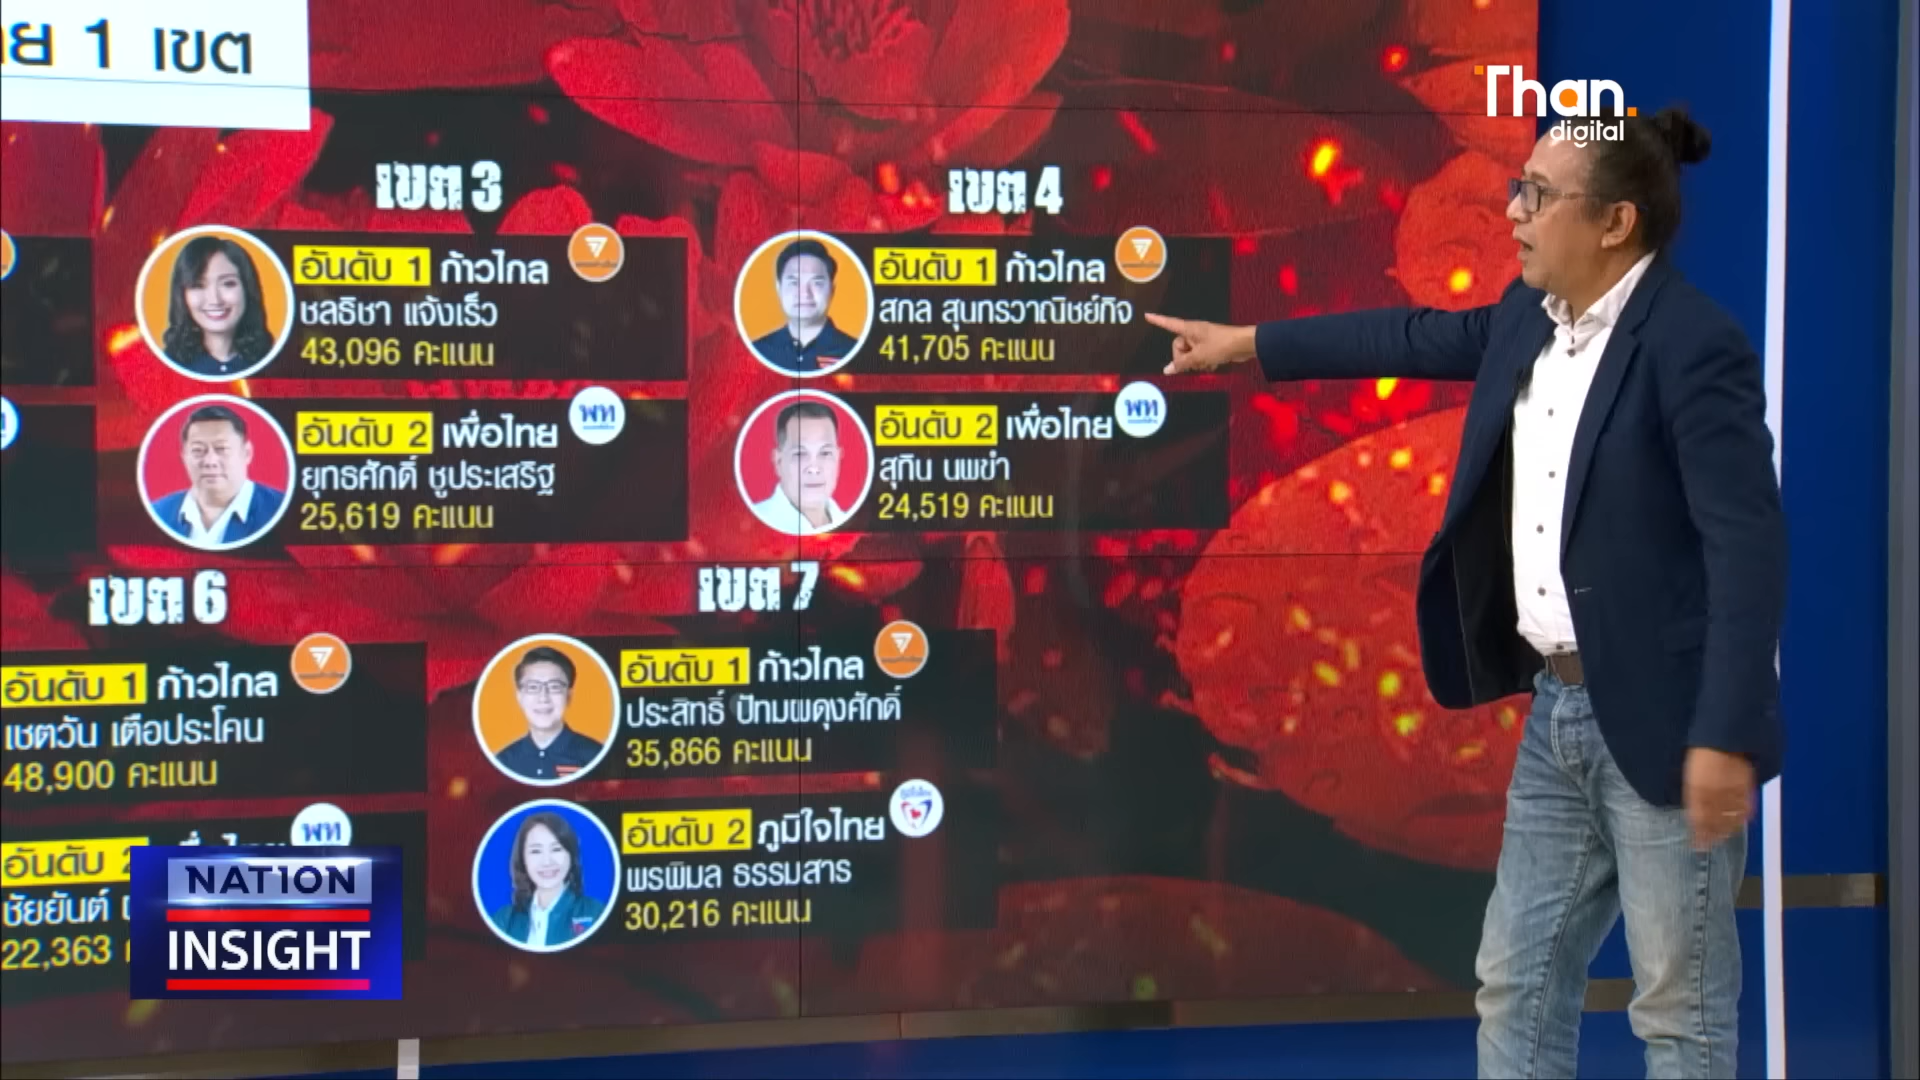 1 เขต
Than.
digital
เขต 3
อันดับ 1 ก้าวไกล
ชลธิชา แจ้งเร็ว
43,096 คะแนน
อันดับ 2 เพื่อไทย
พท
ยุทธศักดิ์ ชูประเสริฐ
25,619 คะแนน
เขต 4
อันดับ 1 ก้าวไกล
สกล สุนทรวาณิชย์กิจ
41,705 คะแนน
อันดับ 2 เพื่อไทย
พท
สุทิน นพขำ
24,519 คะแนน
เขต 6
อันดับ 1 ก้าวไกล
เชตวัน เตือประโคน
48,900 คะแนน
พท
อันดับ 2
ชัยยันต์
22,363
เขต 7
อันดับ 1 ก้าวไกล
ประสิทธิ์ ปัทมผดุงศักดิ์
35,866 คะแนน
อันดับ 2 ภูมิใจไทย
พรพิมล ธรรมสาร
30,216 คะแนน
NATION
INSIGHT